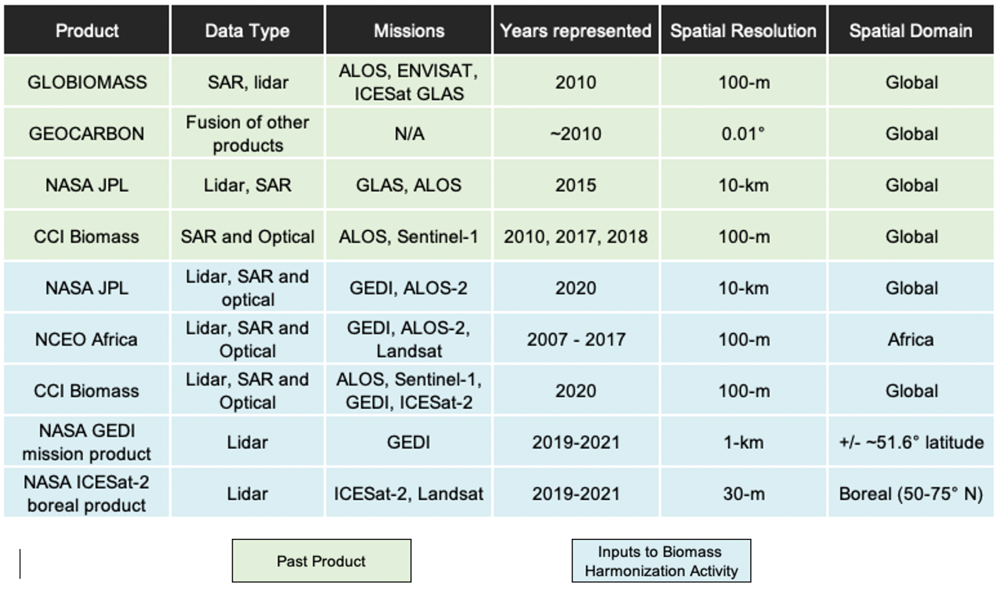 Product Data Type Missions Years represented Spatial Resolution Spatial Domain
GLOBIOMASS SAR, lidar ALOS, ENVISAT, ICESat GLAS 2010 100-m Global
GEOCARBON Fusion of other products N/A ~2010 0.01° Global
NASA JPL Lidar, SAR GLAS, ALOS 2015 10-km Global
CCI Biomass SAR and Optical ALOS, Sentinel-1 2010, 2017, 2018 100-m Global
NASA JPL Lidar, SAR and optical GEDI, ALOS-2 2020 10-km Global
NCEO Africa Lidar, SAR and Optical GEDI, ALOS-2, Landsat 2007 - 2017 100-m Africa
CCI Biomass Lidar, SAR and Optical ALOS, Sentinel-1, GEDI, ICESat-2 2020 100-m Global
NASA GEDI mission product Lidar GEDI 2019-2021 1-km +/- ~51.6° latitude
NASA ICESat-2 boreal product Lidar ICESat-2, Landsat 2019-2021 30-m Boreal (50-75° N)
Past Product
Inputs to Biomass
Harmonization Activity